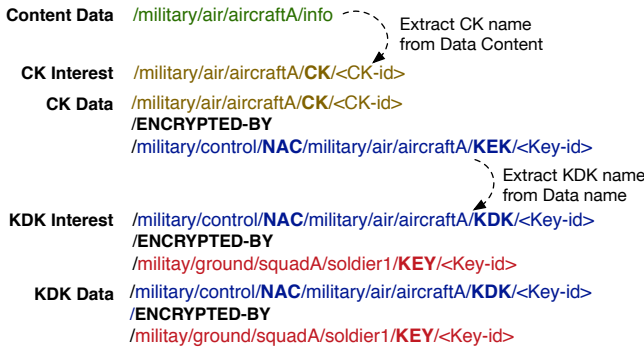 Content Data /military/air/aircraftA/info
Extract CK name
from Data Content
CK Interest /military/air/aircraftA/CK/<CK-id>
CK Data /military/air/aircraftA/CK/<CK-id>
/ENCRYPTED-BY
/military/control/NAC/military/air/aircraftA/KEK/<Key-id>
Extract KDK name
from Data name
KDK Interest /military/control/NAC/military/air/aircraftA/KDK/<Key-id>
/ENCRYPTED-BY
/militay/ground/squadA/soldier1/KEY/<Key-id>
KDK Data /military/control/NAC/military/air/aircraftA/KDK/<Key-id>
/ENCRYPTED-BY
/militay/ground/squadA/soldier1/KEY/<Key-id>